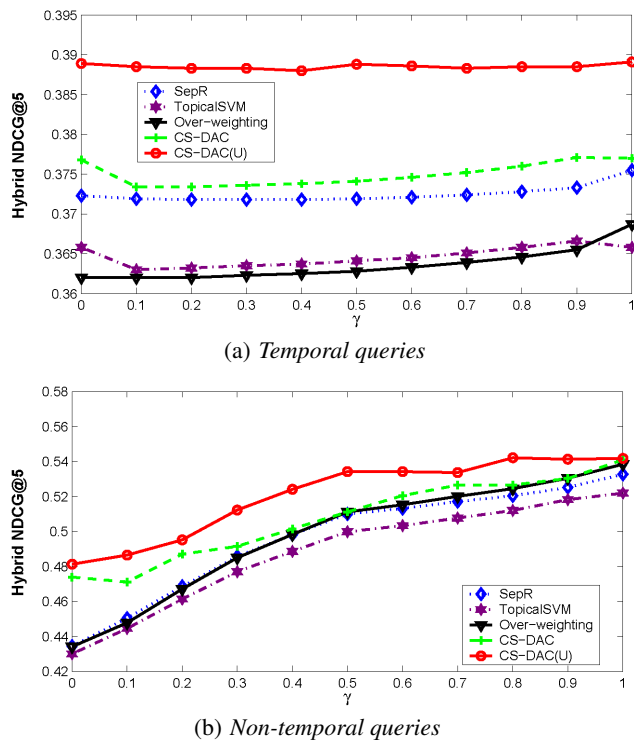 0.395
0.39
0.385
0.38
0.375
0.37
0.365
0.36
Hybrid NDCG@5
SepR
TopicalSVM
Over-weighting
CS-DAC
CS-DAC(U)
0 0.1 0.2 0.3 0.4 0.5 0.6 0.7 0.8 0.9 1
γ
(a) Temporal queries
0.58
0.56
0.54
0.52
0.5
0.48
0.46
0.44
0.42
Hybrid NDCG@5
SepR
TopicalSVM
Over-weighting
CS-DAC
CS-DAC(U)
0 0.1 0.2 0.3 0.4 0.5 0.6 0.7 0.8 0.9 1
γ
(b) Non-temporal queries